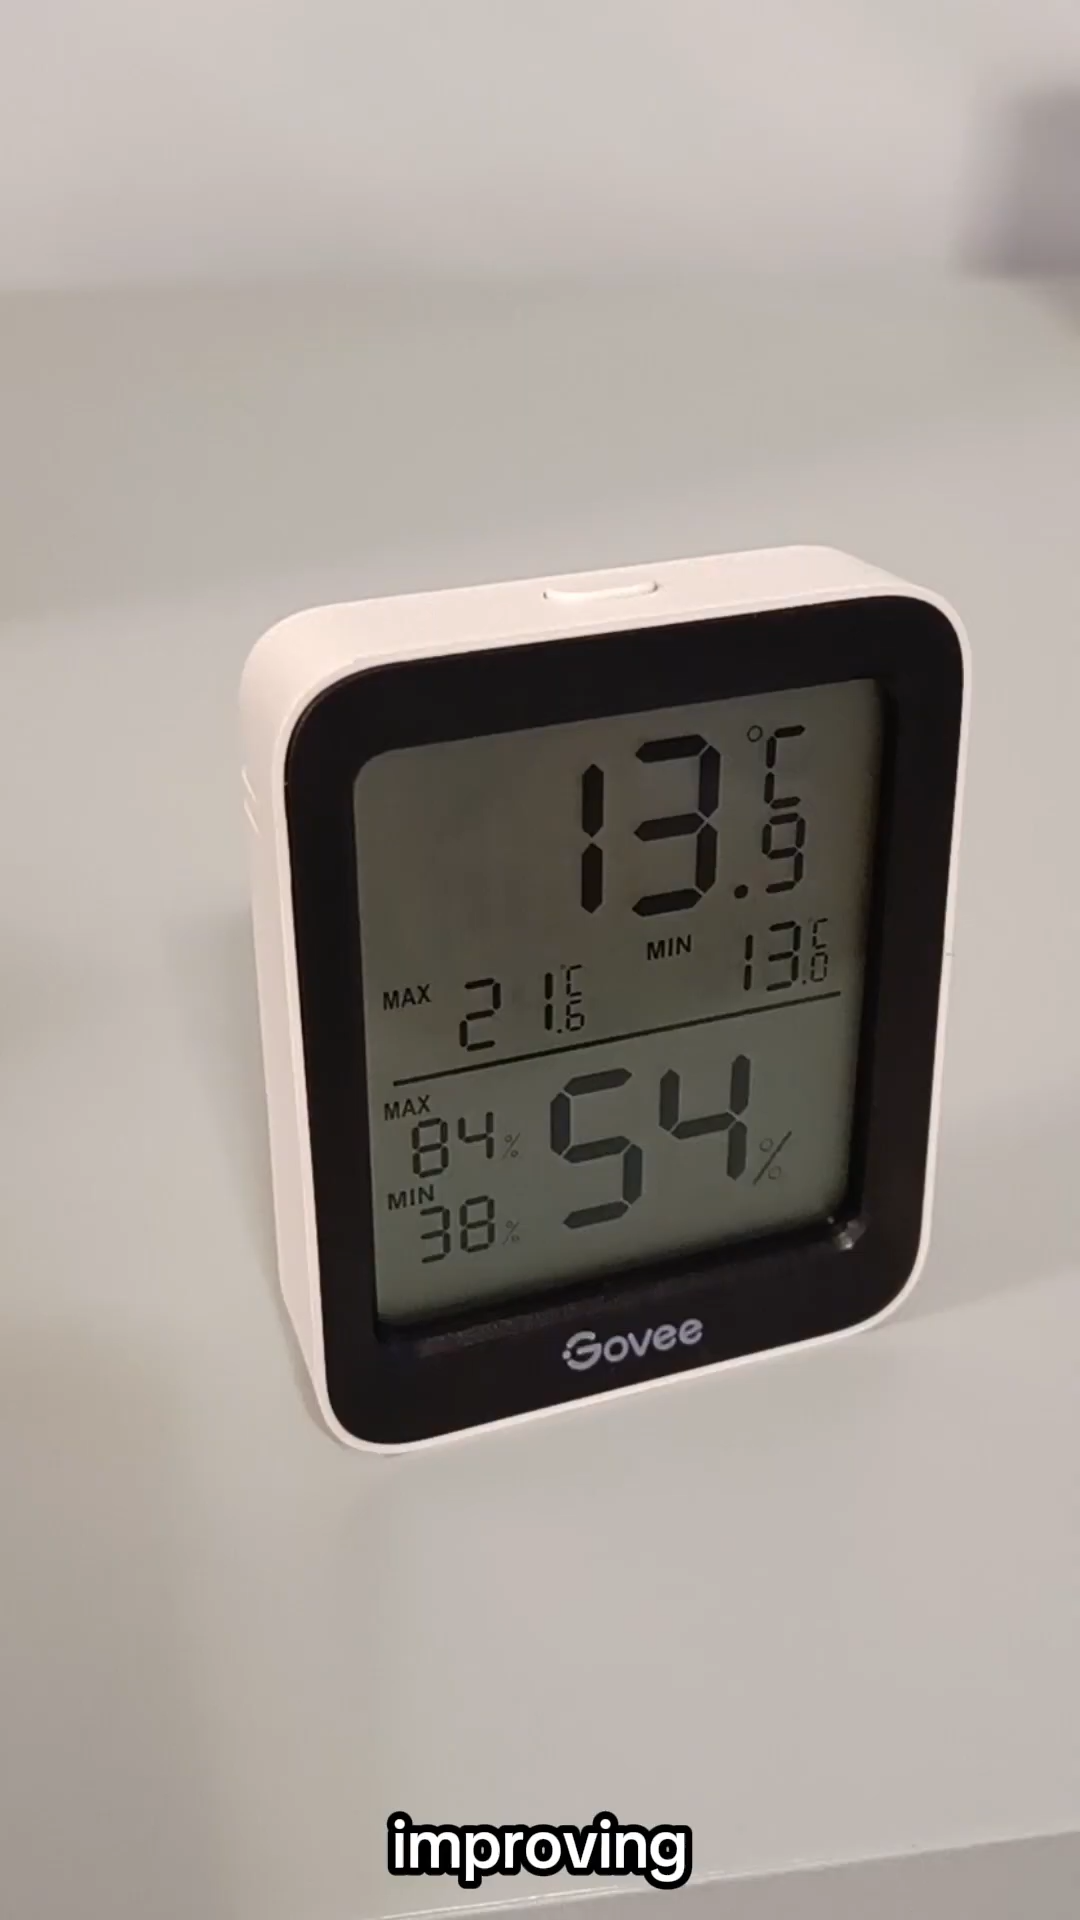 13.9 °C
MAX 21.6 °C MIN 13.0 °C
MAX 84% 54%
MIN 38%
Govee
improving